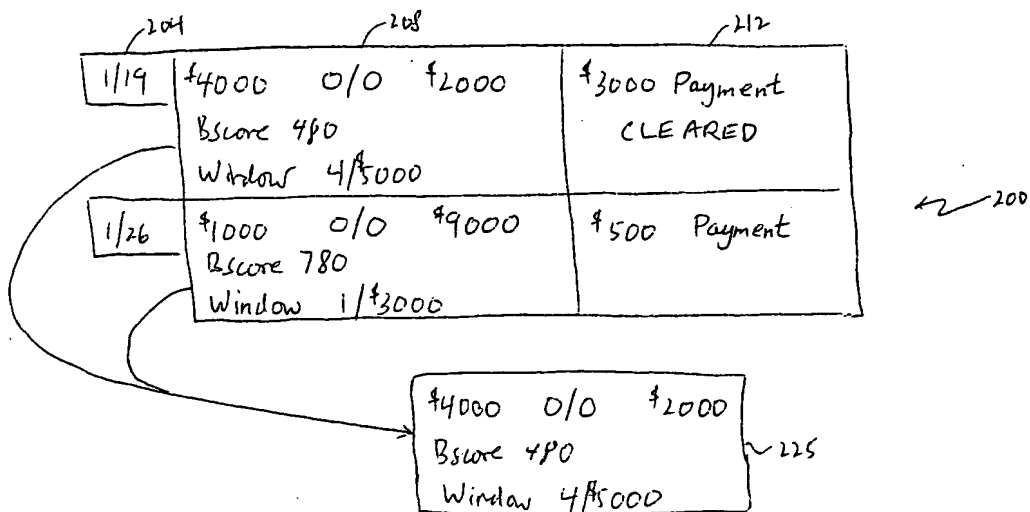 204 208 212
1/19 $4000 0/0 $2000 $3000 Payment
Bscore 480 CLEARED
Window 4/$5000
200
1/26 $1000 0/0 $9000 $500 Payment
Bscore 780
Window 1/$3000
$4000 0/0 $2000
Bscore 480 225
Window 4/$5000